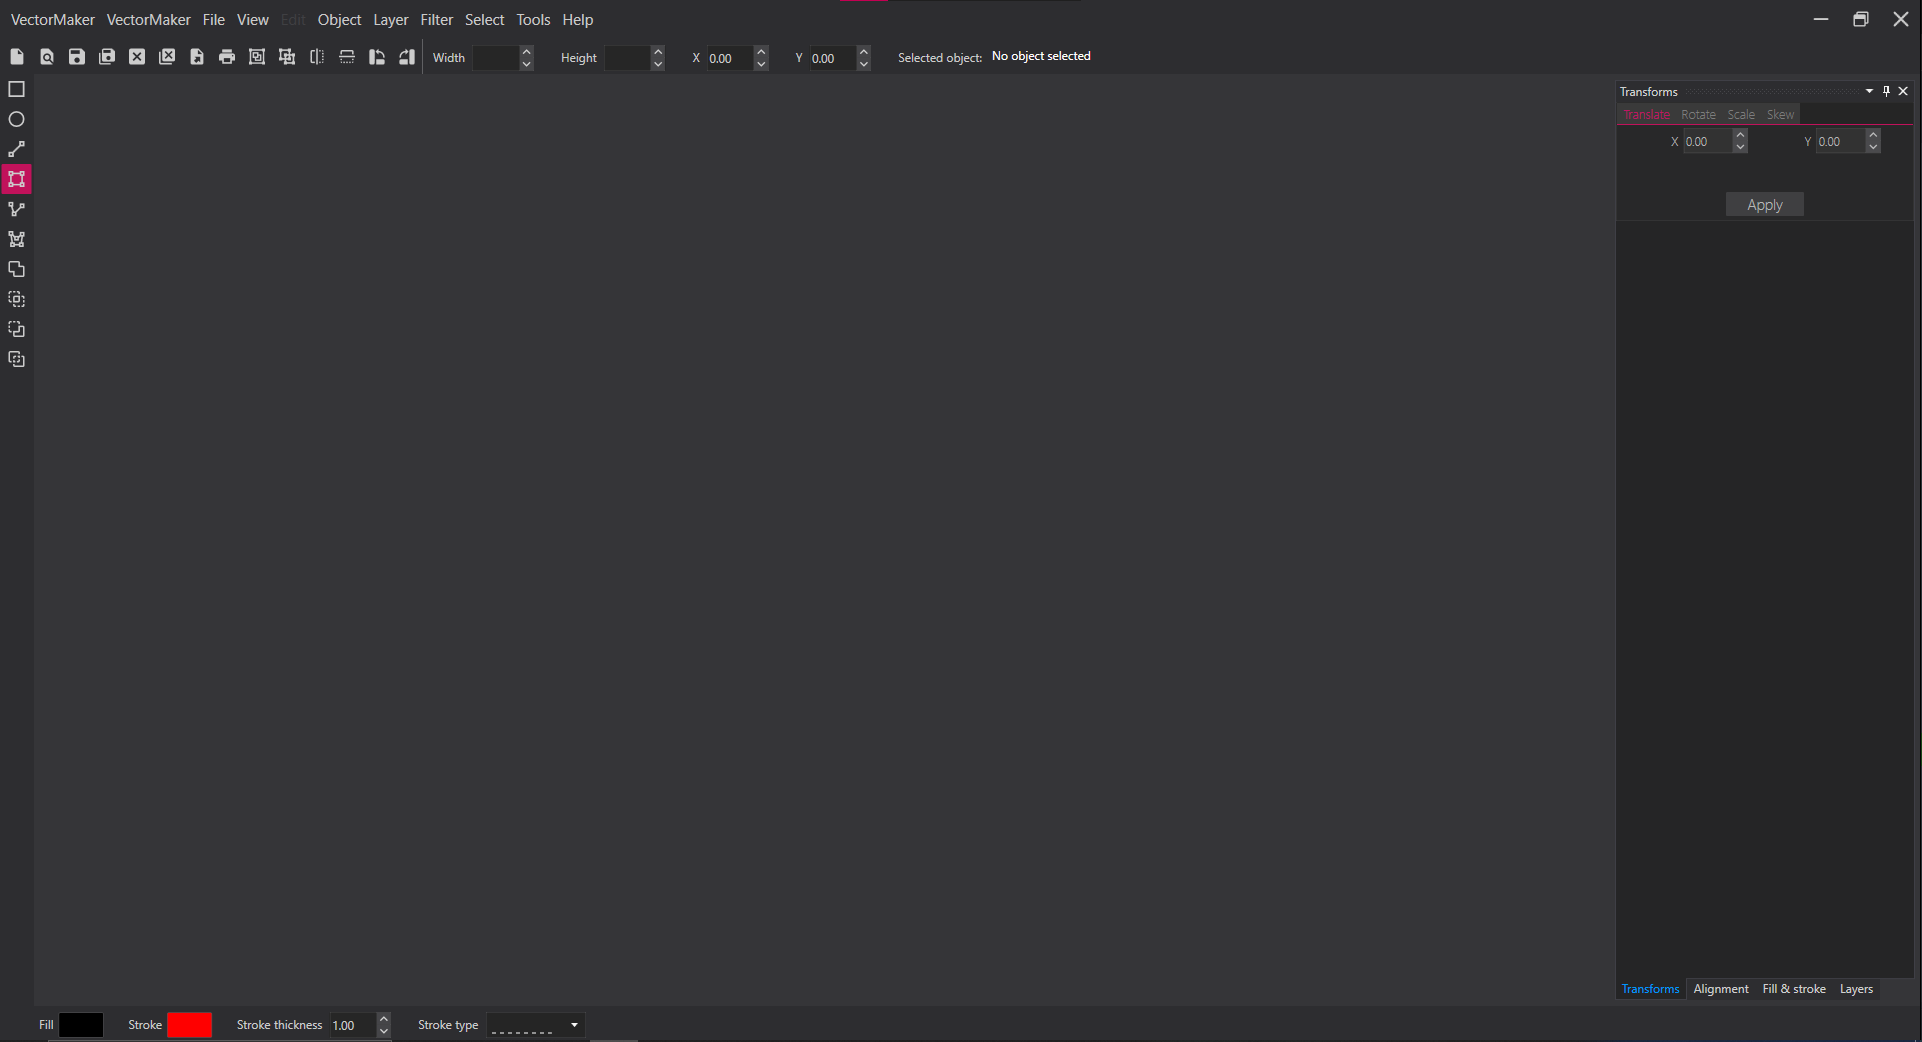 VectorMaker VectorMaker File View Edit Object Layer Filter Select Tools Help
Width Height X 0.00 Y 0.00 Selected object: No object selected
Transforms
Translate Rotate Scale Skew
X 0.00 Y 0.00
Apply
Transforms Alignment Fill & stroke Layers
Fill Stroke Stroke thickness 1.00 Stroke type